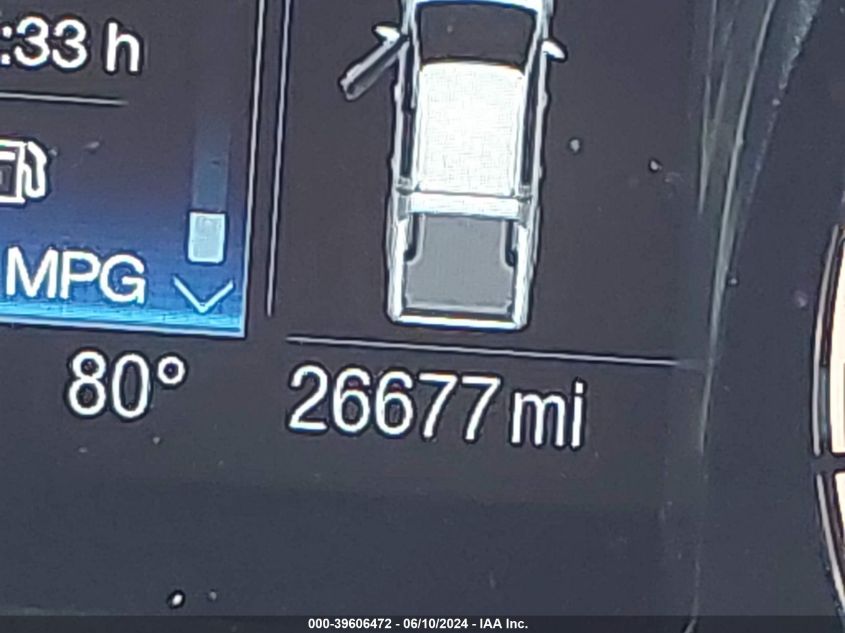 :33 h
MPG
80° 26677 mi
000-39606472 - 06/10/2024 - IAA Inc.